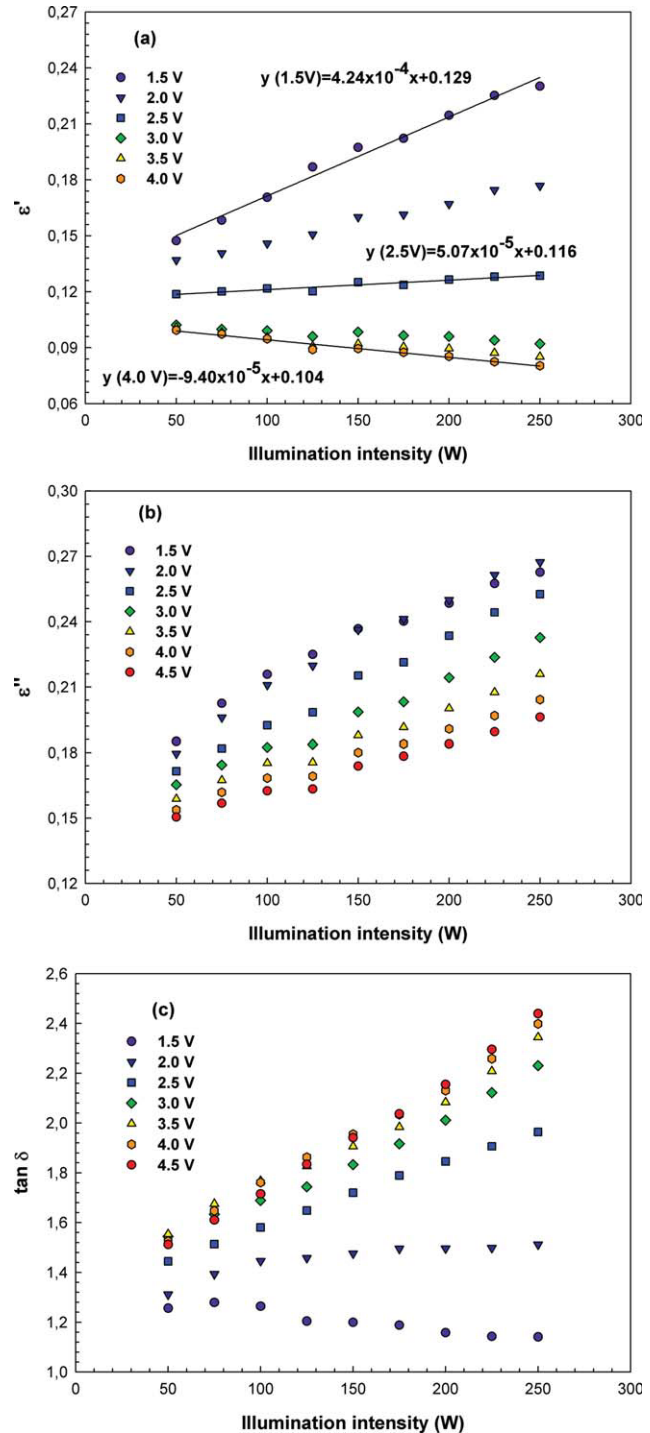 0,27
(a)
y (1.5V)=4.24x10-4x+0.129
0,24
1.5 V
2.0 V
0,21
2.5 V
3.0 V
3.5 V
0,18
4.0 V
ε'
0,15
y (2.5V)=5.07x10-5x+0.116
0,12
0,09
y (4.0 V)=-9.40x10-5x+0.104
0,06
0 50 100 150 200 250 300
Illumination intensity (W)
0,30
(b)
0,27
1.5 V
2.0 V
2.5 V
0,24
3.0 V
3.5 V
4.0 V
0,21
4.5 V
ε"
0,18
0,15
0,12
0 50 100 150 200 250 300
Illumination intensity (W)
2,6
(c)
2,4
1.5 V
2.0 V
2,2
2.5 V
3.0 V
2,0
3.5 V
4.0 V
4.5 V
1,8
tan δ
1,6
1,4
1,2
1,0
0 50 100 150 200 250 300
Illumination intensity (W)